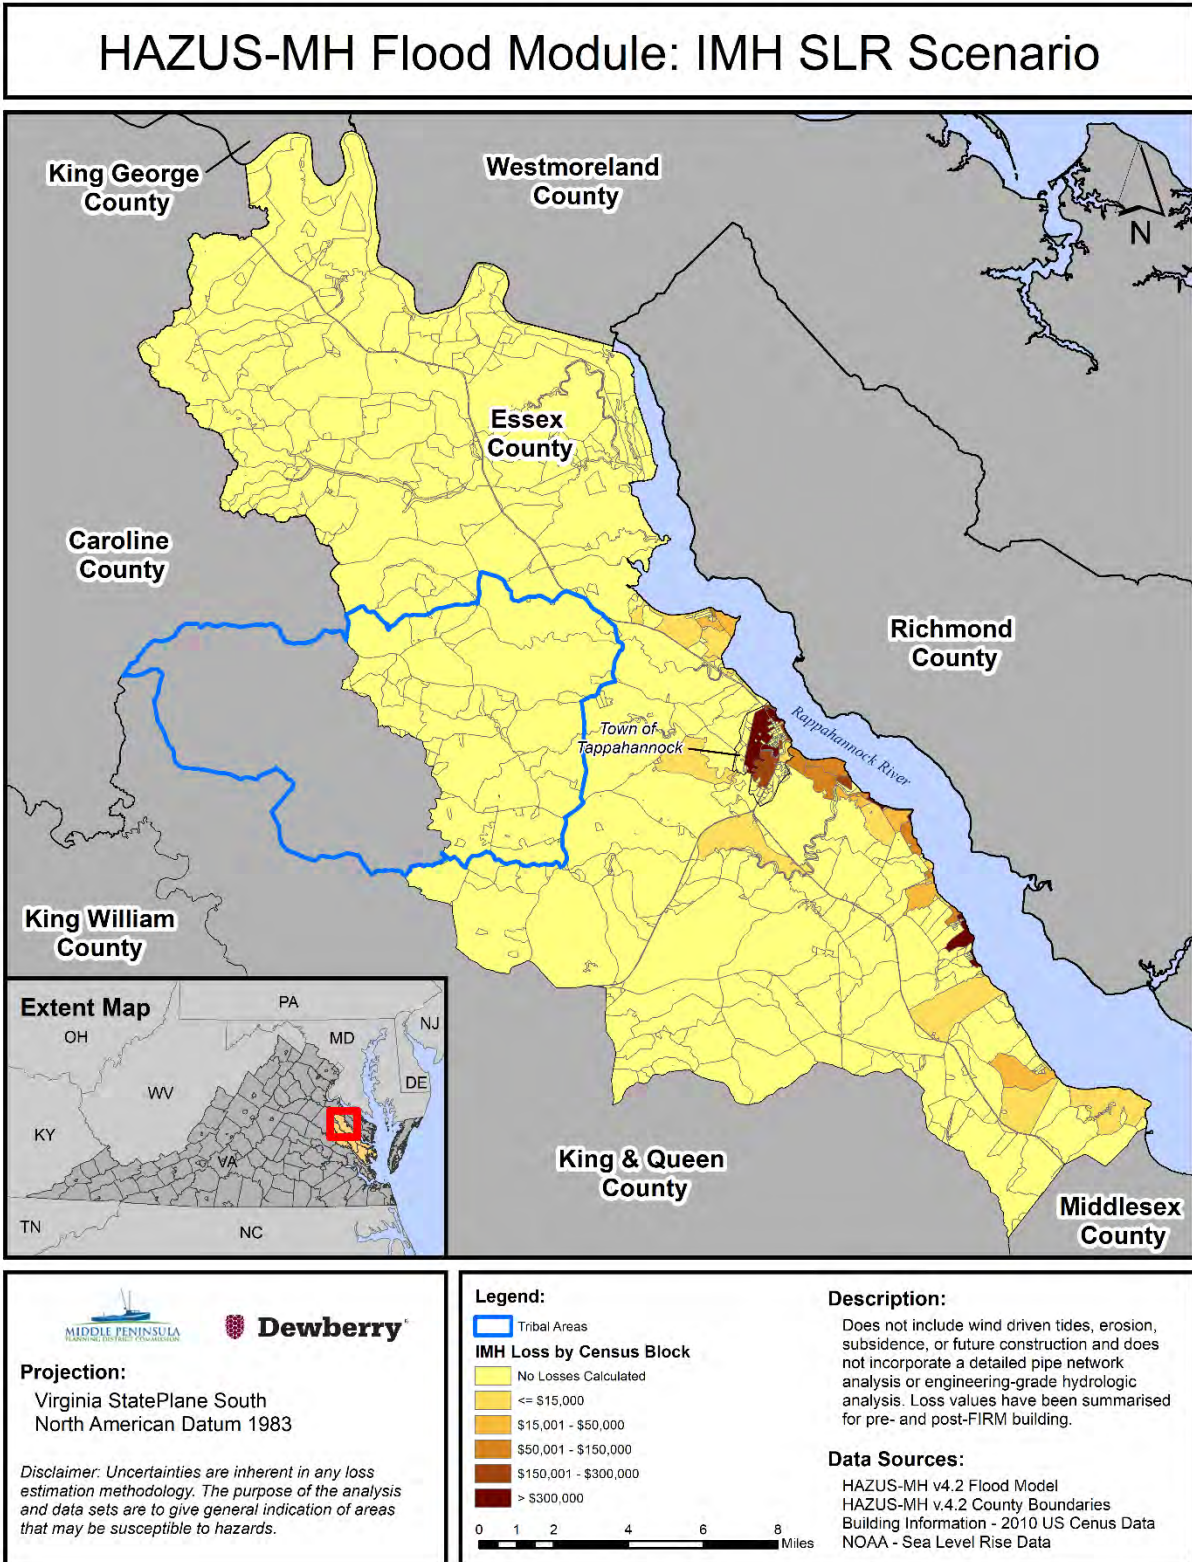 HAZUS-MH Flood Module: IMH SLR Scenario
King George
County
Westmoreland
County
N
Essex
County
Caroline
County
Richmond
County
Town of
Tappahannock
Rappahannock River
King William
County
King & Queen
County
Middlesex
County
Extent Map
PA
OH
NJ
MD
DE
WV
KY
VA
TN
NC
MIDDLE PENINSULA
PLANNING DISTRICT COMMISSION
Dewberry
Projection:
Virginia StatePlane South
North American Datum 1983
Disclaimer: Uncertainties are inherent in any loss
estimation methodology. The purpose of the analysis
and data sets are to give general indication of areas
that may be susceptible to hazards.
Legend:
Tribal Areas
IMH Loss by Census Block
No Losses Calculated
<= $15,000
$15,001 - $50,000
$50,001 - $150,000
$150,001 - $300,000
> $300,000
0 1 2 4 6 8
Miles
Description:
Does not include wind driven tides, erosion,
subsidence, or future construction and does
not incorporate a detailed pipe network
analysis or engineering-grade hydrologic
analysis. Loss values have been summarised
for pre- and post-FIRM building.
Data Sources:
HAZUS-MH v4.2 Flood Model
HAZUS-MH v.4.2 County Boundaries
Building Information - 2010 US Cenus Data
NOAA - Sea Level Rise Data